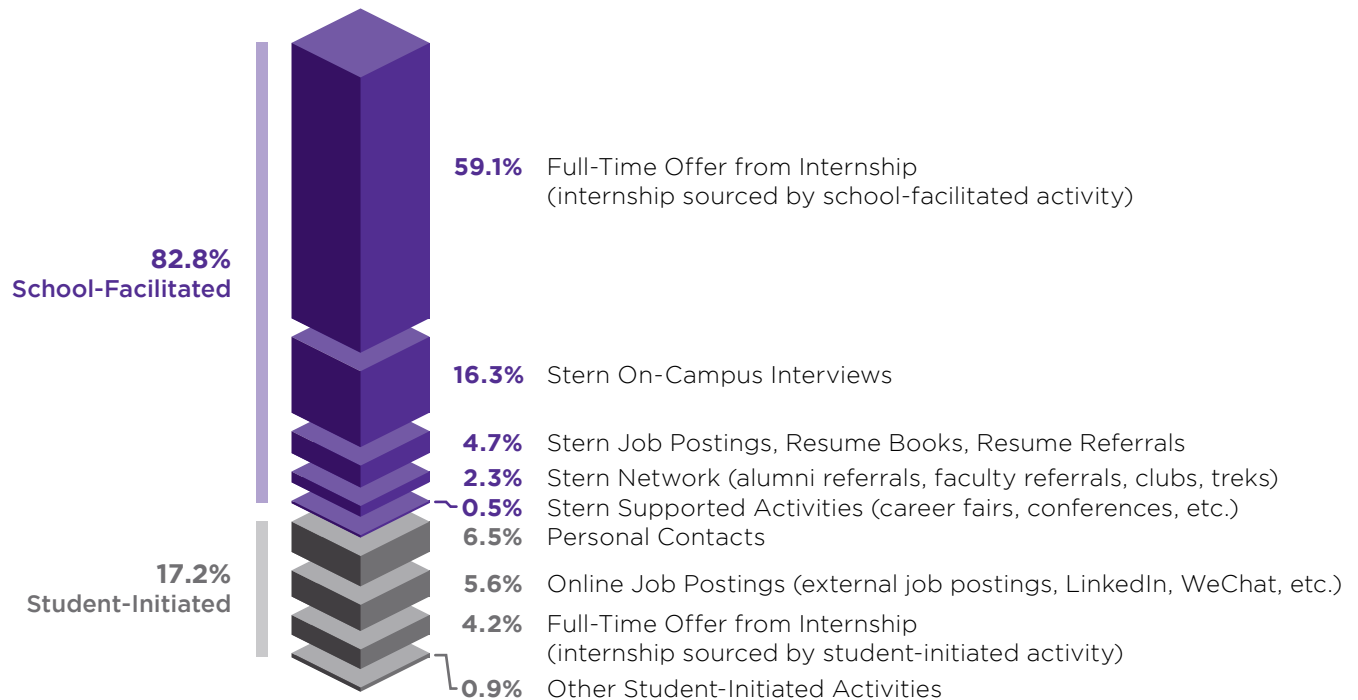 59.1% Full-Time Offer from Internship
(internship sourced by school-facilitated activity)
82.8%
School-Facilitated
16.3% Stern On-Campus Interviews
4.7% Stern Job Postings, Resume Books, Resume Referrals
2.3% Stern Network (alumni referrals, faculty referrals, clubs, treks)
0.5% Stern Supported Activities (career fairs, conferences, etc.)
6.5% Personal Contacts
17.2%
Student-Initiated
5.6% Online Job Postings (external job postings, LinkedIn, WeChat, etc.)
4.2% Full-Time Offer from Internship
(internship sourced by student-initiated activity)
0.9% Other Student-Initiated Activities